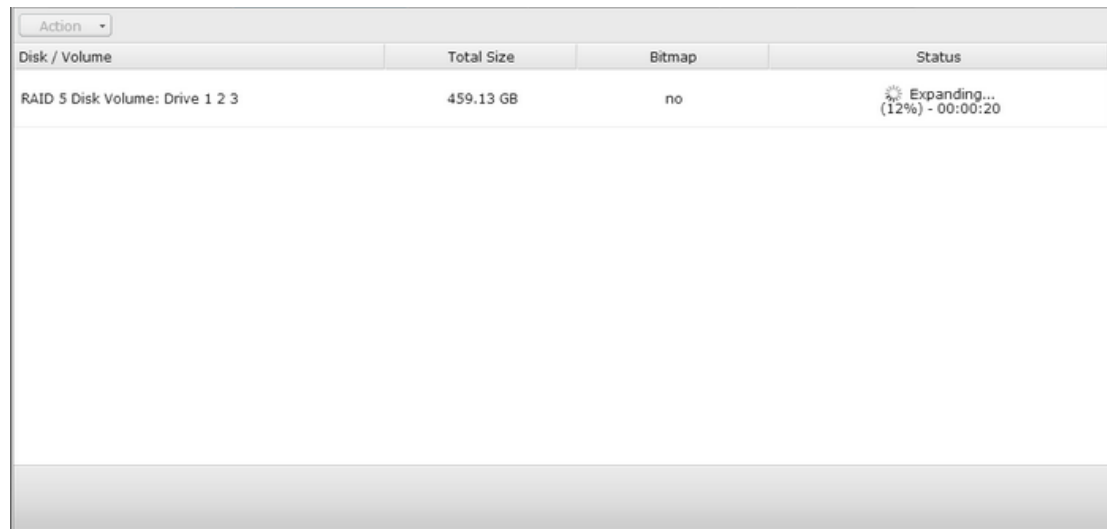 Action
Disk / Volume Total Size Bitmap Status
RAID 5 Disk Volume: Drive 1 2 3 459.13 GB no Expanding...
(12%) - 00:00:20